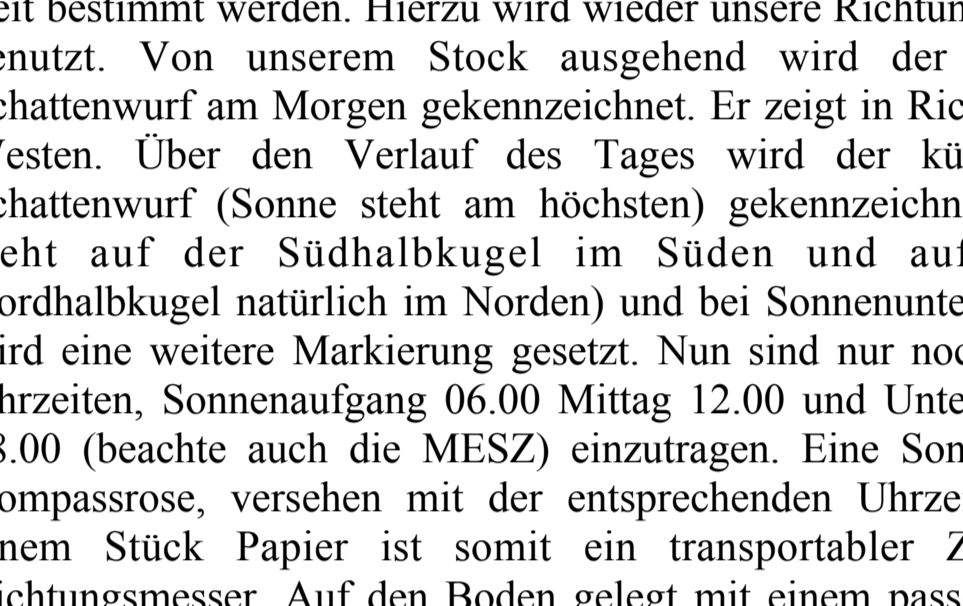 eit bestimmt werden. Hierzu wird wieder unsere Richtun
enutzt. Von unserem Stock ausgehend wird der
chattenwurf am Morgen gekennzeichnet. Er zeigt in Ric
esten. Über den Verlauf des Tages wird der kü
chattenwurf (Sonne steht am höchsten) gekennzeichn
eht auf der Südhalbkugel im Süden und auf
ordhalbkugel natürlich im Norden) und bei Sonnenunte
ird eine weitere Markierung gesetzt. Nun sind nur noc
hrzeiten, Sonnenaufgang 06.00 Mittag 12.00 und Unte
8.00 (beachte auch die MESZ) einzutragen. Eine Son
ompassrose, versehen mit der entsprechenden Uhrze
nem Stück Papier ist somit ein transportabler Z
ichtungsmesser. Auf den Boden gelegt mit einem pass